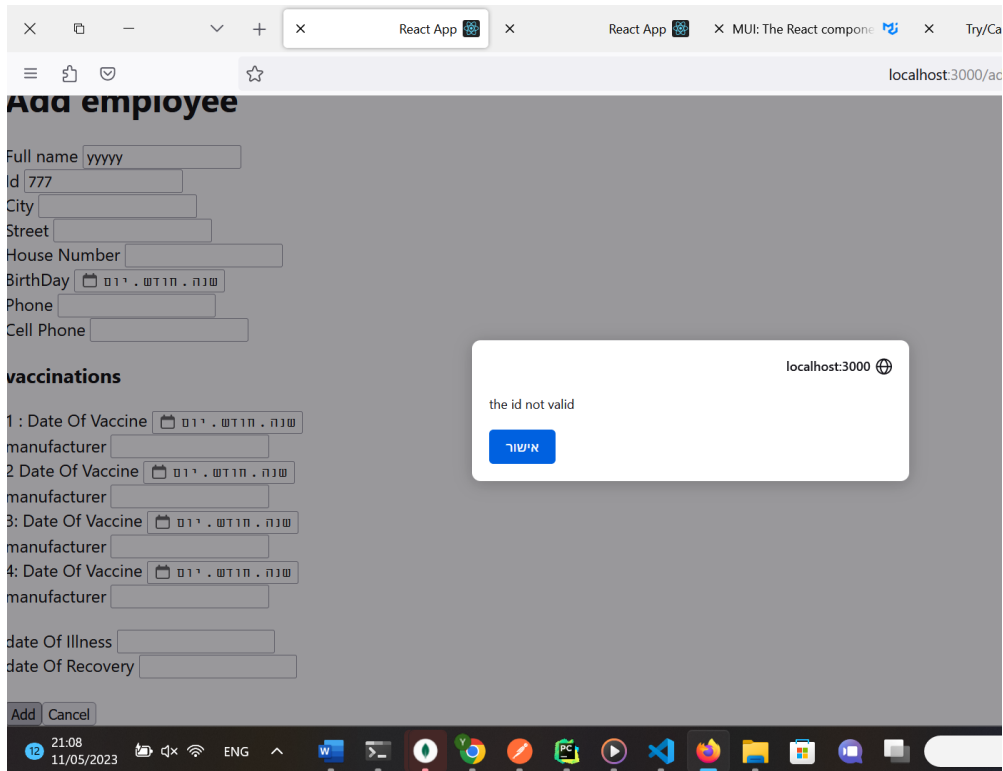 React App
React App
MUI: The React compone
Try/Ca
localhost:3000/ad
Add employee
Full name yyyyy
Id 777
City
Street
House Number
BirthDay שנה . חודש . יום
Phone
Cell Phone
vaccinations
1 : Date Of Vaccine שנה . חודש . יום
manufacturer
2 Date Of Vaccine שנה . חודש . יום
manufacturer
3: Date Of Vaccine שנה . חודש . יום
manufacturer
4: Date Of Vaccine שנה . חודש . יום
manufacturer
date Of Illness
date Of Recovery
Add Cancel
localhost:3000
the id not valid
אישור
12
21:08
11/05/2023
ENG
W
Y
PC